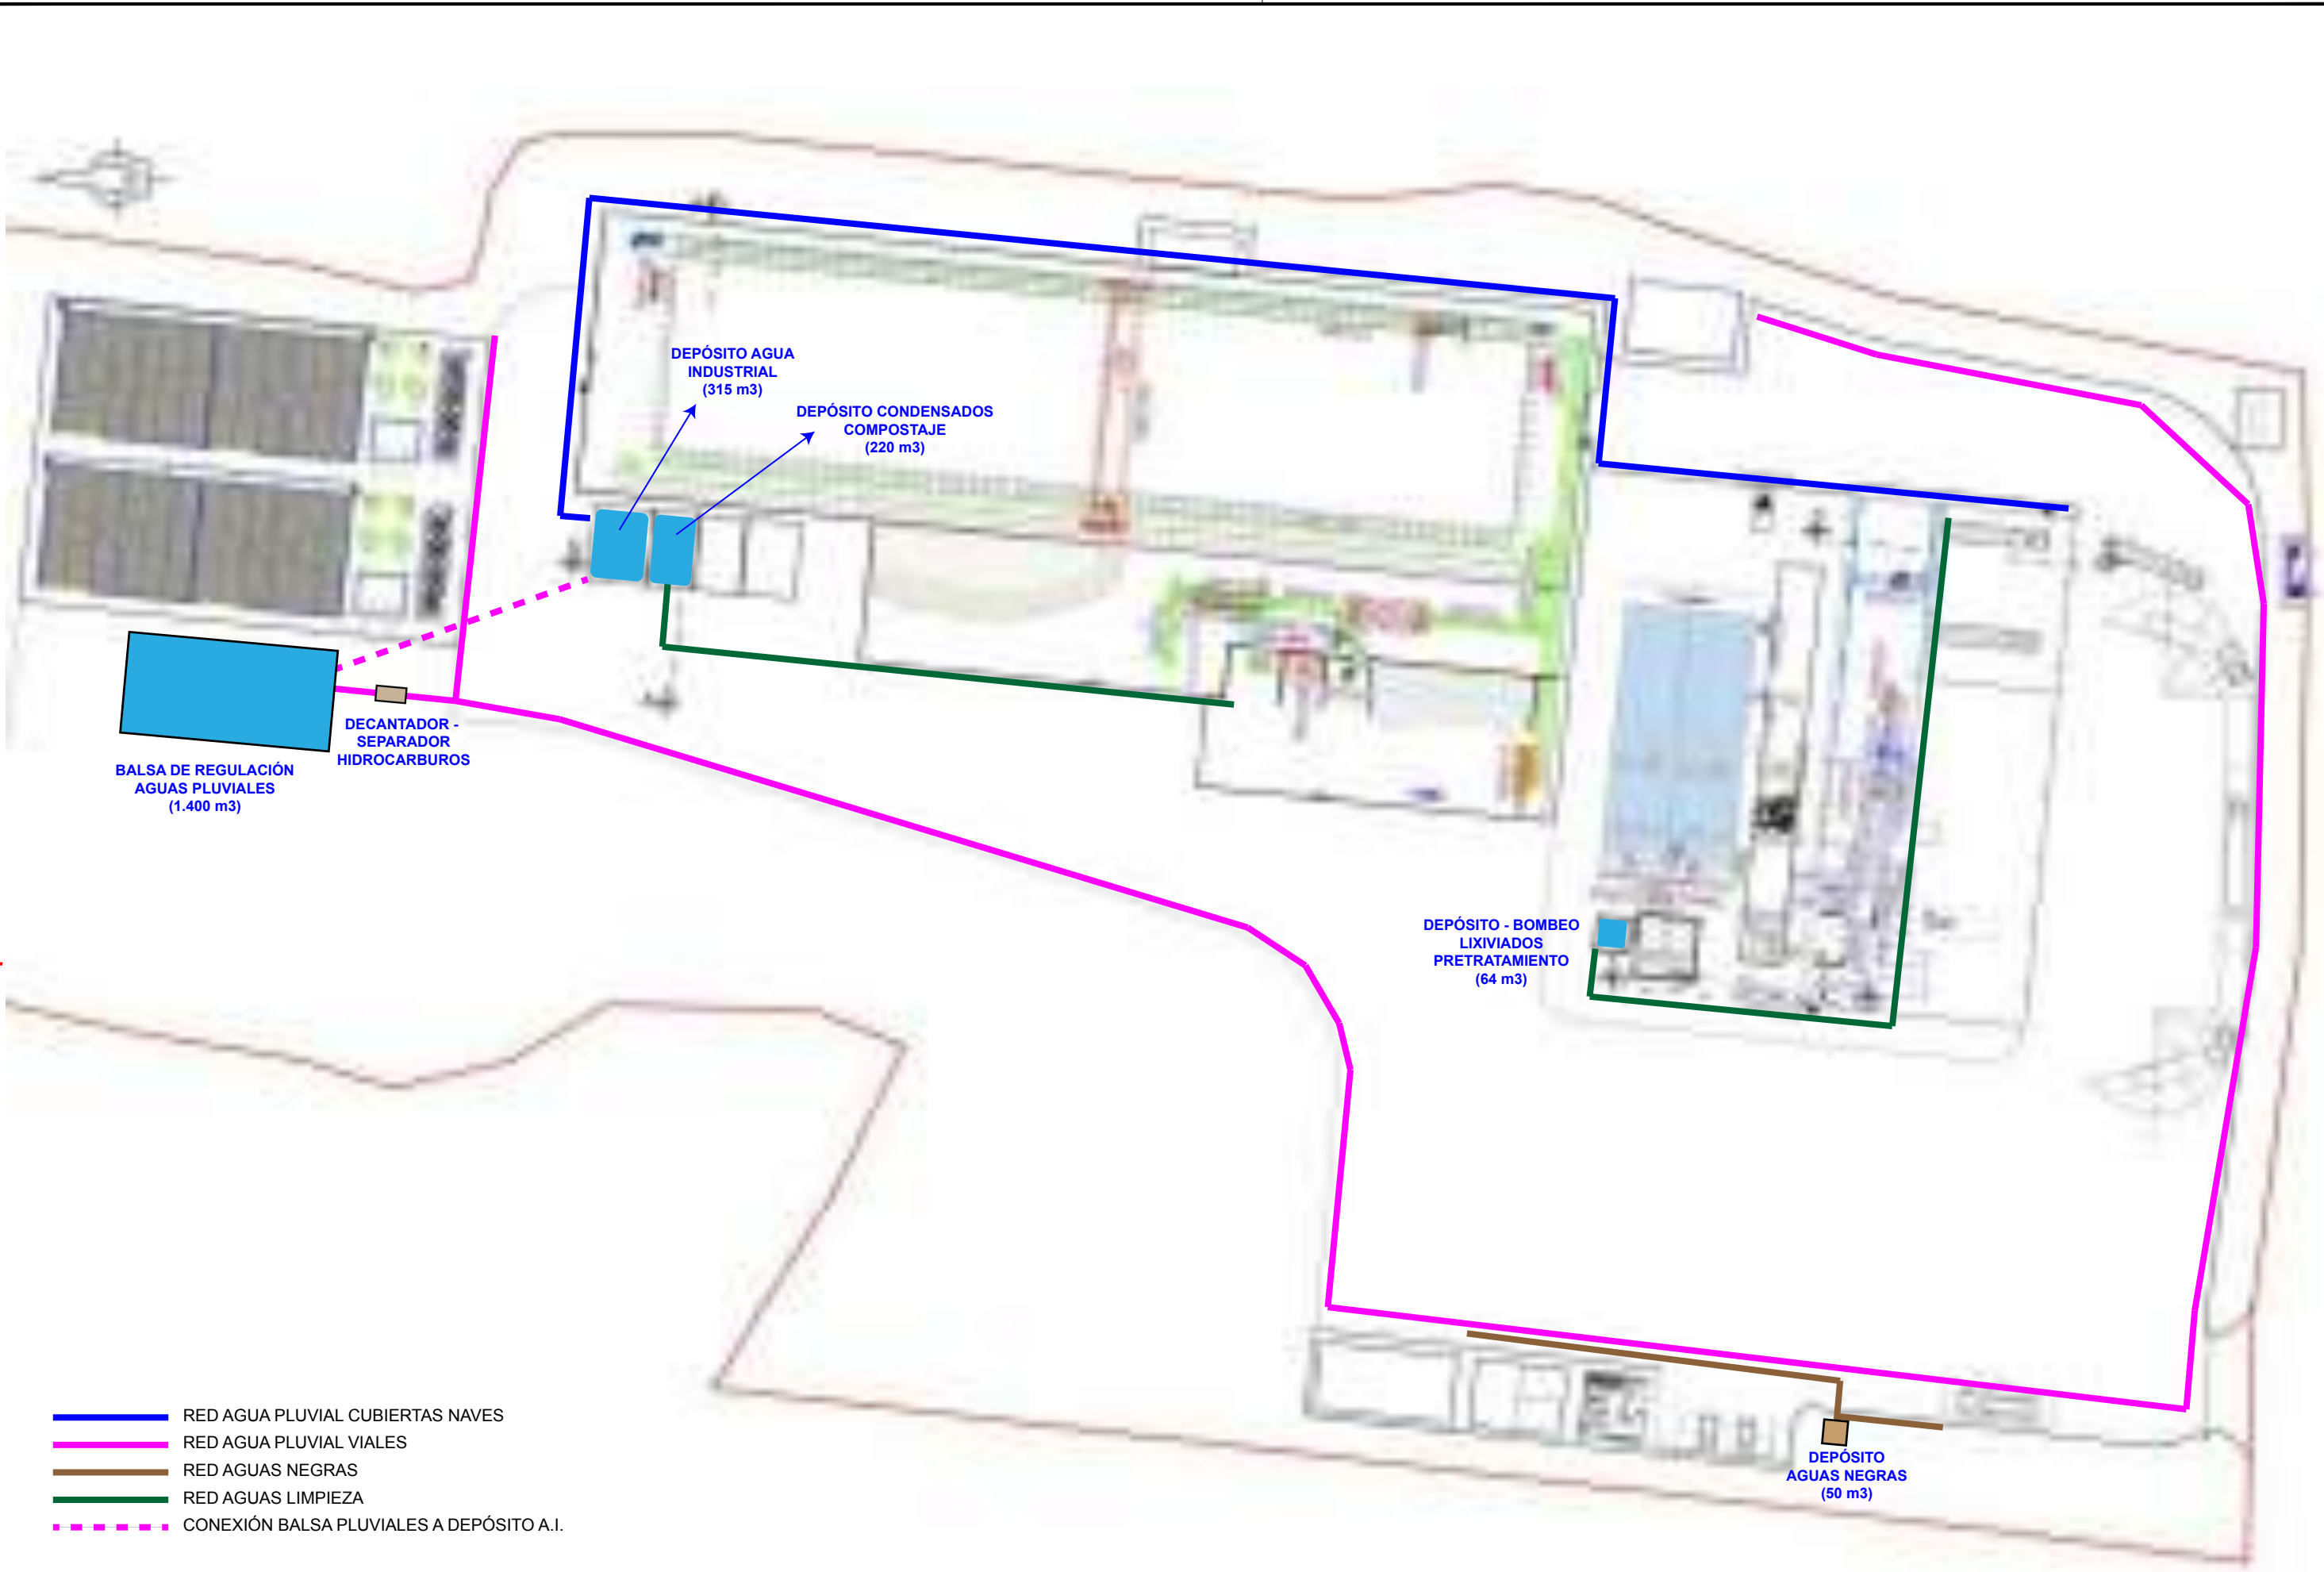 DEPÓSITO AGUA
INDUSTRIAL
(315 m3)
DEPÓSITO CONDENSADOS
COMPOSTAJE
(220 m3)
DECANTADOR -
SEPARADOR
HIDROCARBUROS
BALSA DE REGULACIÓN
AGUAS PLUVIALES
(1.400 m3)
DEPÓSITO - BOMBEO
LIXIVIADOS
PRETRATAMIENTO
(64 m3)
DEPÓSITO
AGUAS NEGRAS
(50 m3)
RED AGUA PLUVIAL CUBIERTAS NAVES
RED AGUA PLUVIAL VIALES
RED AGUAS NEGRAS
RED AGUAS LIMPIEZA
CONEXIÓN BALSA PLUVIALES A DEPÓSITO A.I.